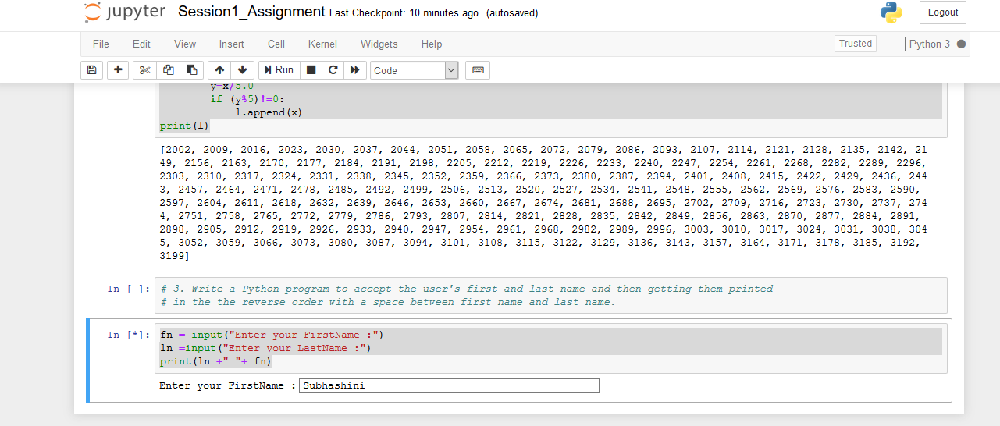 jupyter Session1_Assignment Last Checkpoint: 10 minutes ago (autosaved) Logout
File Edit View Insert Cell Kernel Widgets Help Trusted Python 3
Run Code
y=x/5.0
if (y%5)!=0:
l.append(x)
print(l)
[2002, 2009, 2016, 2023, 2030, 2037, 2044, 2051, 2058, 2065, 2072, 2079, 2086, 2093, 2107, 2114, 2121, 2128, 2135, 2142, 21
49, 2156, 2163, 2170, 2177, 2184, 2191, 2198, 2205, 2212, 2219, 2226, 2233, 2240, 2247, 2254, 2261, 2268, 2282, 2289, 2296,
2303, 2310, 2317, 2324, 2331, 2338, 2345, 2352, 2359, 2366, 2373, 2380, 2387, 2394, 2401, 2408, 2415, 2422, 2429, 2436, 244
3, 2457, 2464, 2471, 2478, 2485, 2492, 2499, 2506, 2513, 2520, 2527, 2534, 2541, 2548, 2555, 2562, 2569, 2576, 2583, 2590,
2597, 2604, 2611, 2618, 2632, 2639, 2646, 2653, 2660, 2667, 2674, 2681, 2688, 2695, 2702, 2709, 2716, 2723, 2730, 2737, 274
4, 2751, 2758, 2765, 2772, 2779, 2786, 2793, 2807, 2814, 2821, 2828, 2835, 2842, 2849, 2856, 2863, 2870, 2877, 2884, 2891,
2898, 2905, 2912, 2919, 2926, 2933, 2940, 2947, 2954, 2961, 2968, 2982, 2989, 2996, 3003, 3010, 3017, 3024, 3031, 3038, 304
5, 3052, 3059, 3066, 3073, 3080, 3087, 3094, 3101, 3108, 3115, 3122, 3129, 3136, 3143, 3157, 3164, 3171, 3178, 3185, 3192,
3199]
In [ ]: # 3. Write a Python program to accept the user's first and last name and then getting them printed
# in the the reverse order with a space between first name and last name.
In [*]: fn = input("Enter your FirstName :")
ln =input("Enter your LastName :")
print(ln +" "+ fn)
Enter your FirstName : Subhashini